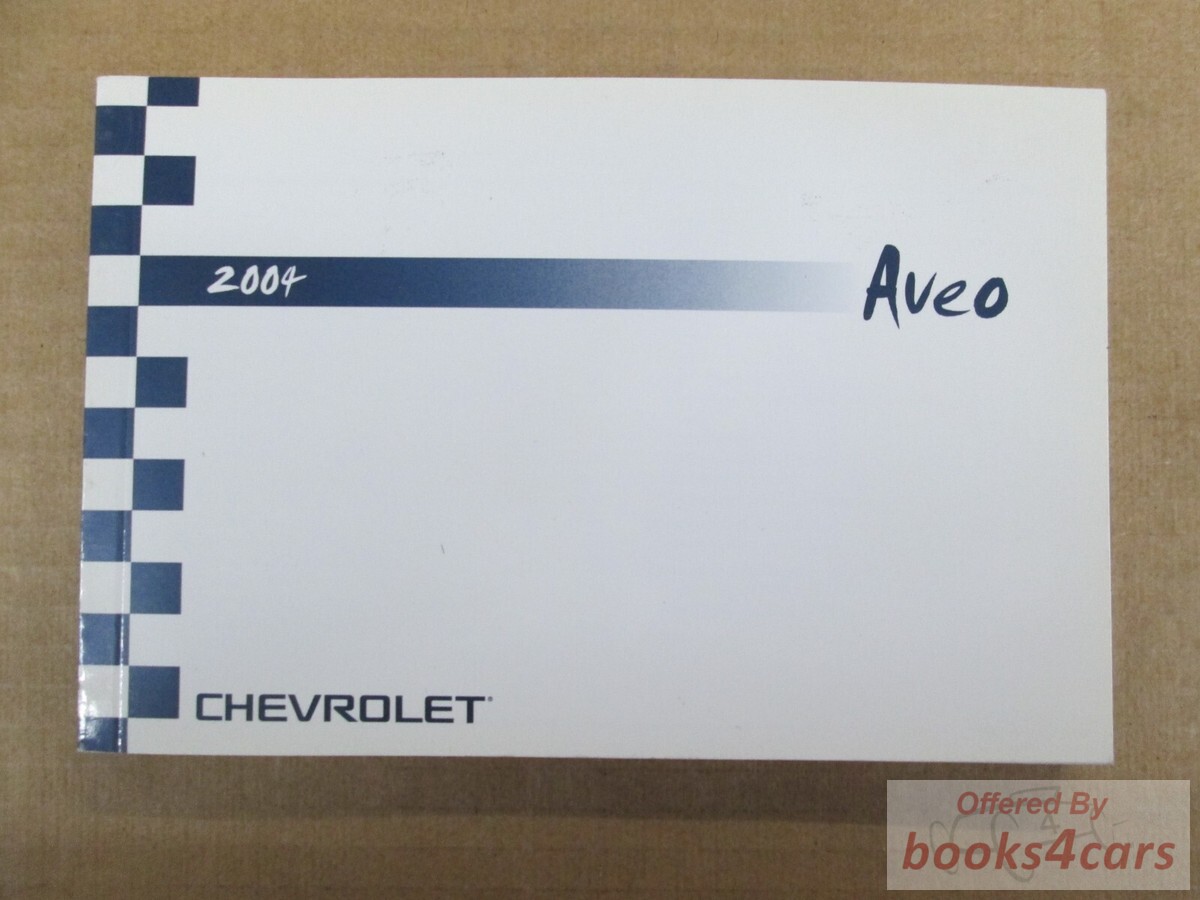 2004 Aveo
CHEVROLET
Offered By
books4cars